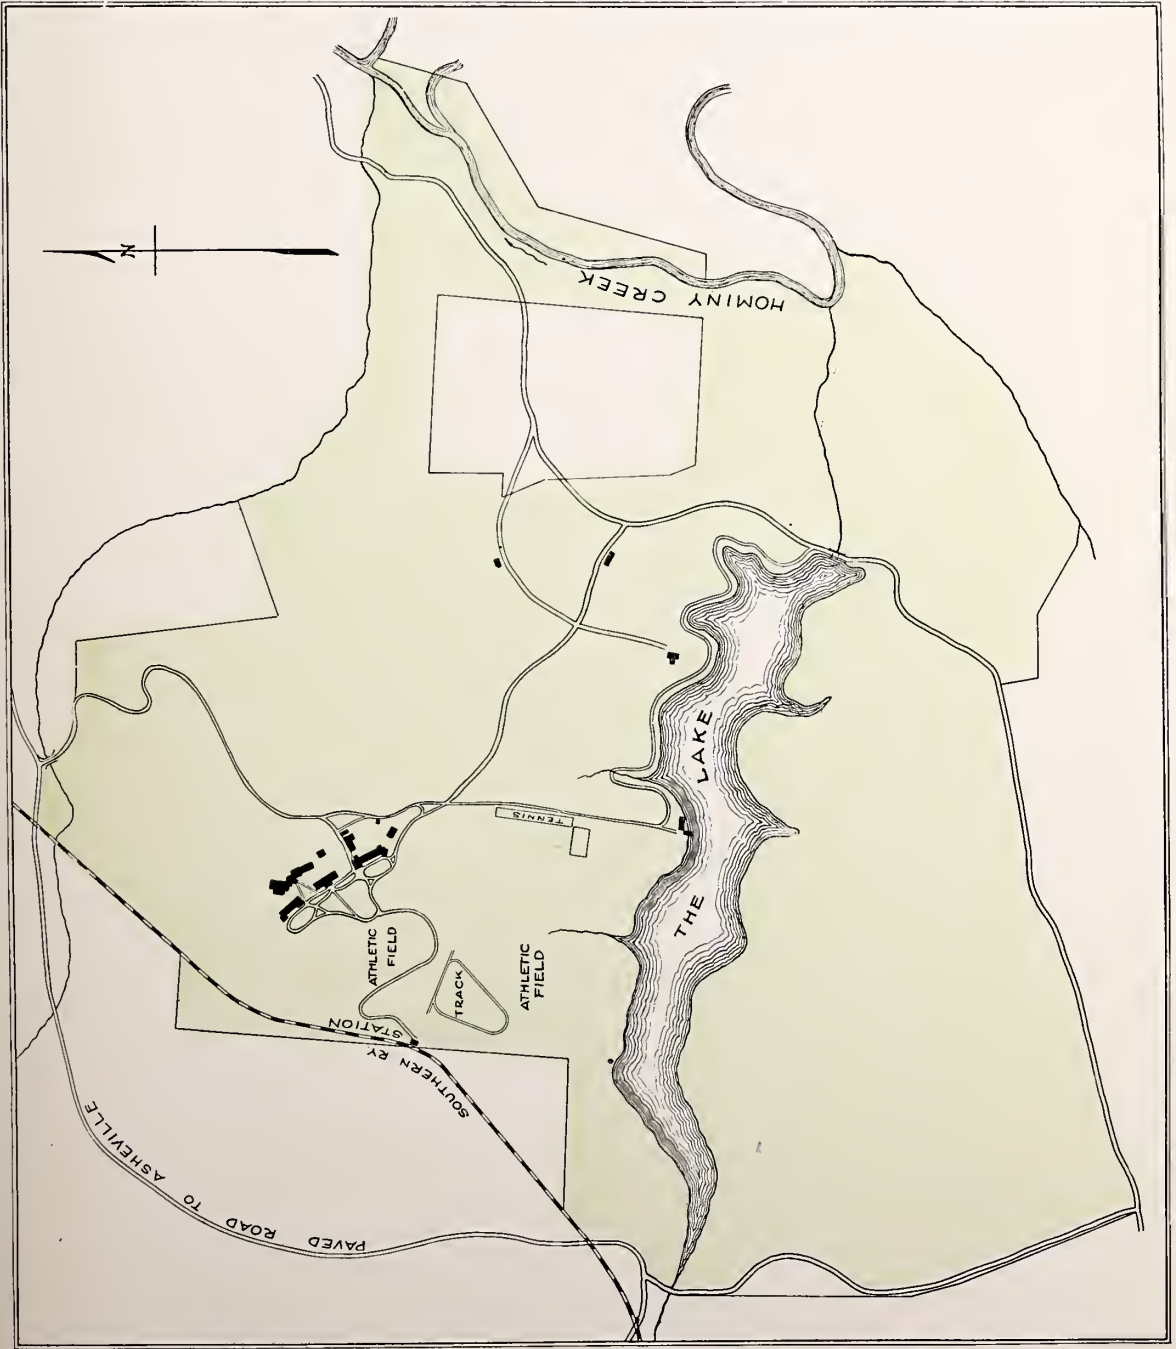 N
HOMINY CREEK
THE LAKE
TENNIS
ATHLETIC
FIELD
TRACK
ATHLETIC
FIELD
STATION
SOUTHERN RY.
PAVED ROAD TO ASHEVILLE